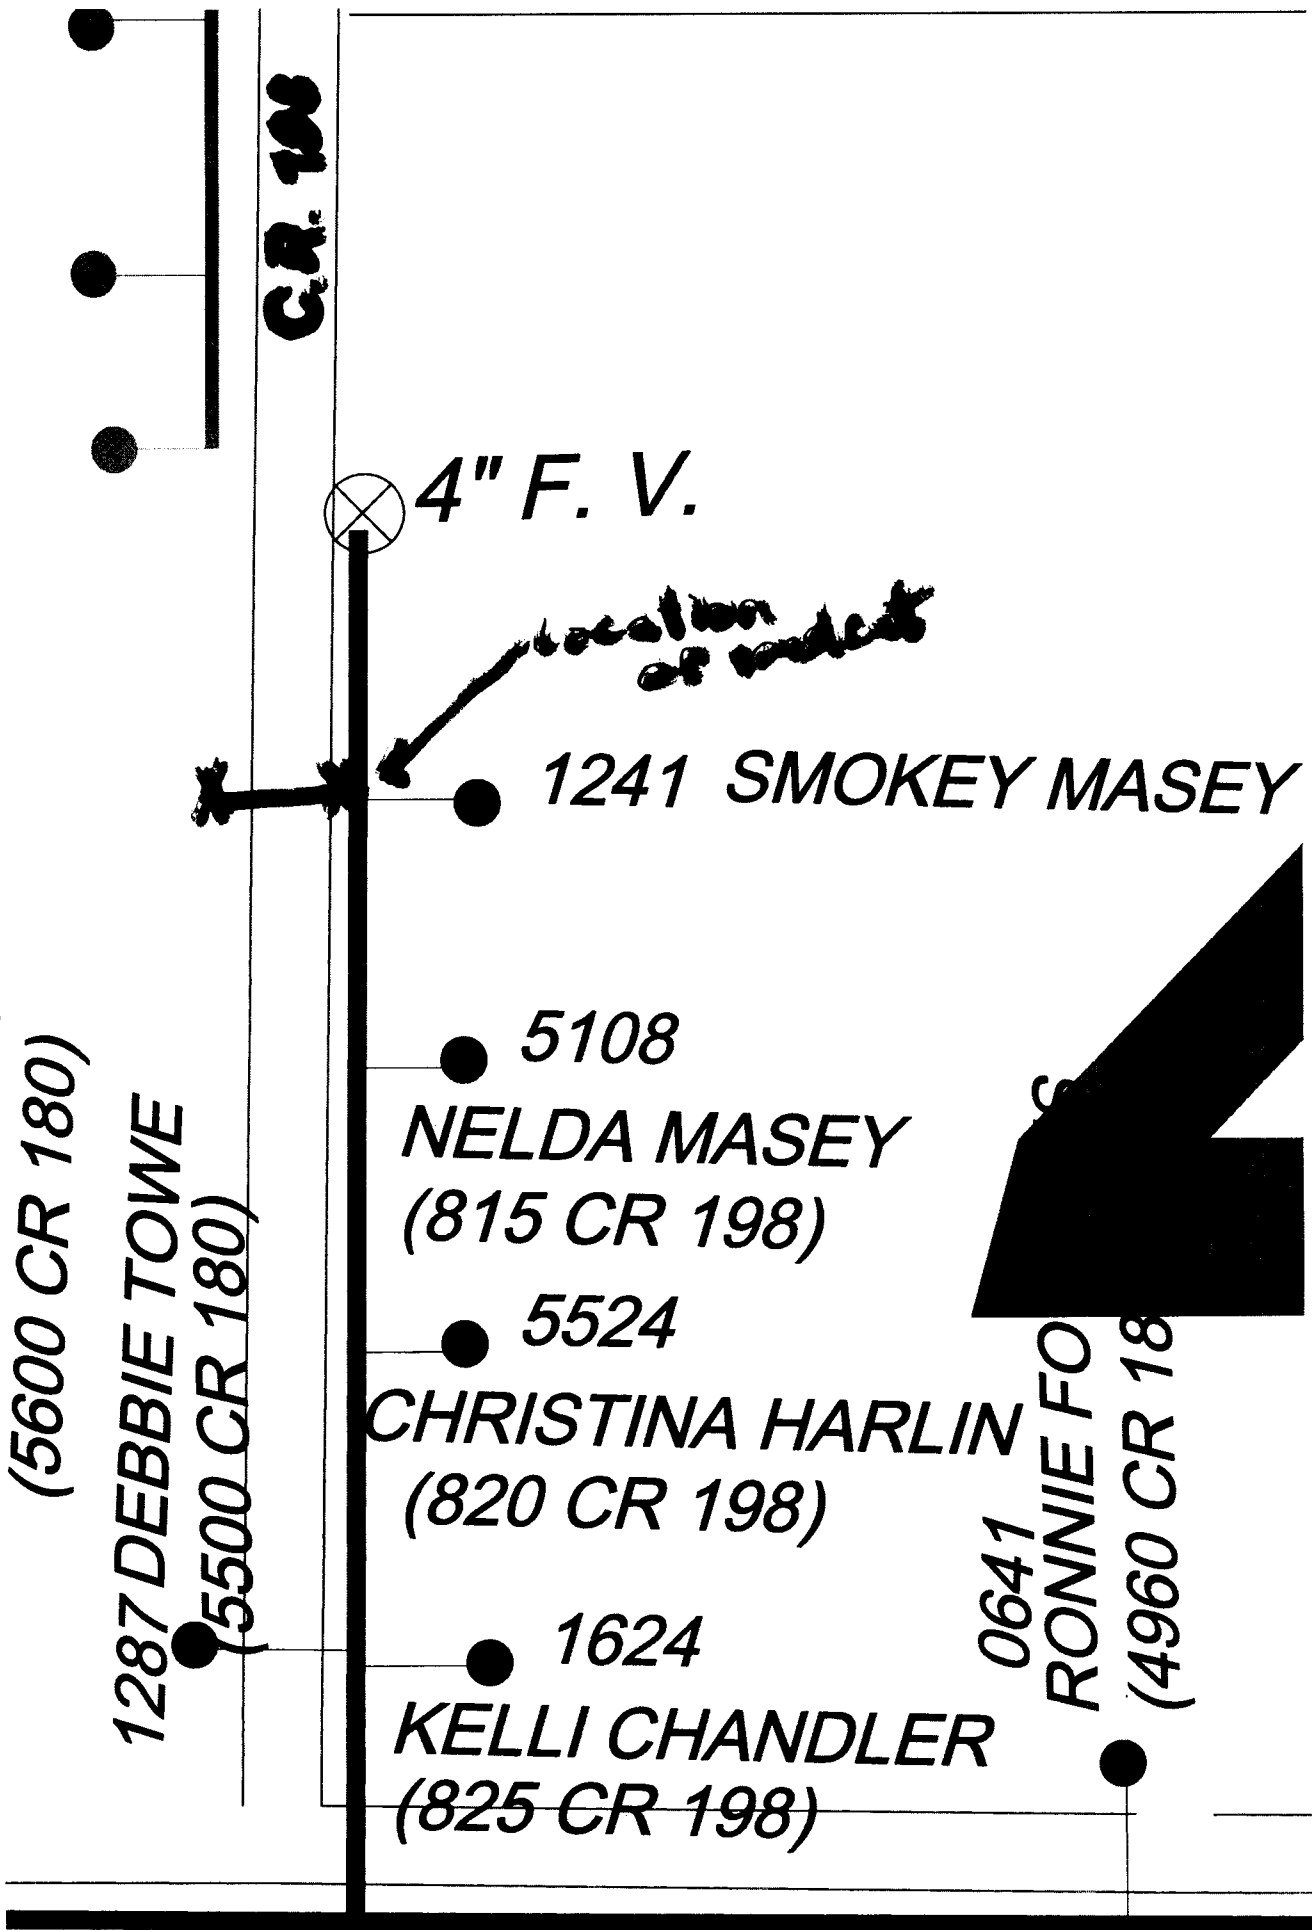 C.R. 198
4" F. V.
Location
of
1241 SMOKEY MASEY
5108
NELDA MASEY
(815 CR 198)
5524
CHRISTINA HARLIN
(820 CR 198)
1624
KELLI CHANDLER
(825 CR 198)
(5600 CR 180)
1287 DEBBIE TOWE
(5500 CR 180)
0641
RONNIE FO
(4960 CR 18